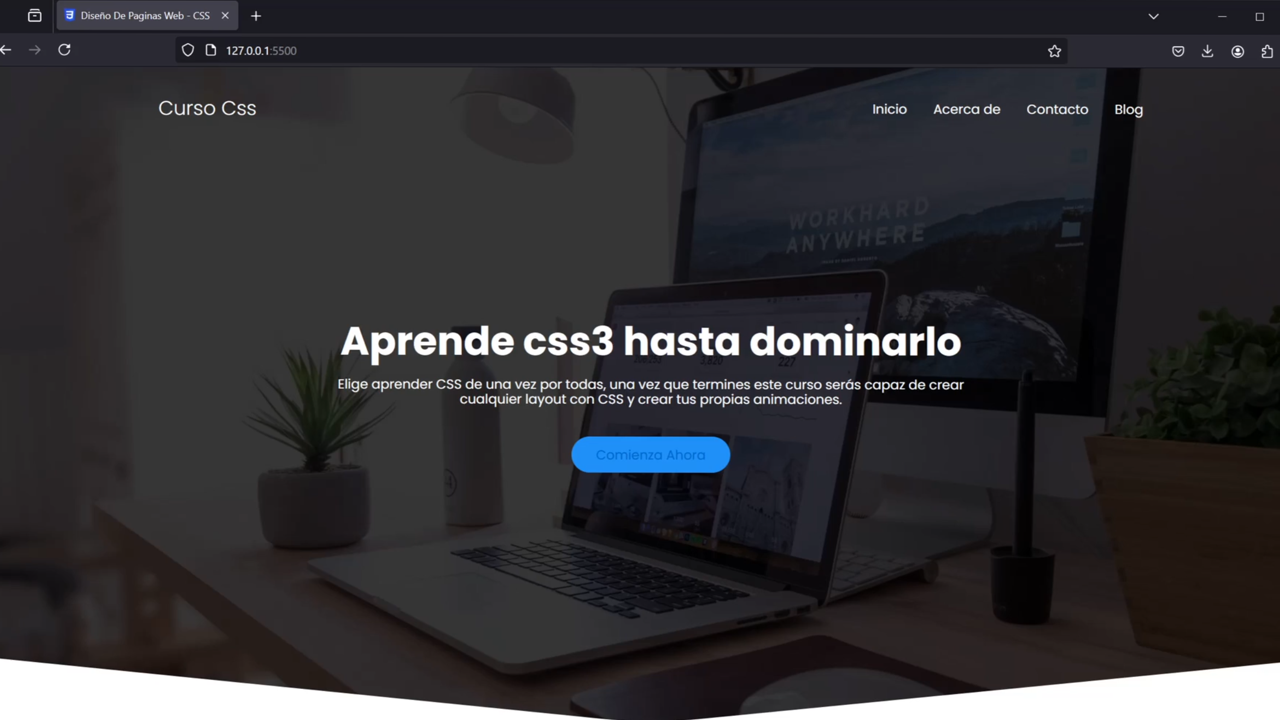 Diseño De Paginas Web - CSS
127.0.0.1:5500
Curso Css
Inicio
Acerca de
Contacto
Blog
WORKHARD
ANYWHERE
Aprende css3 hasta dominarlo
Elige aprender CSS de una vez por todas, una vez que termines este curso serás capaz de crear
cualquier layout con CSS y crear tus propias animaciones.
Comienza Ahora